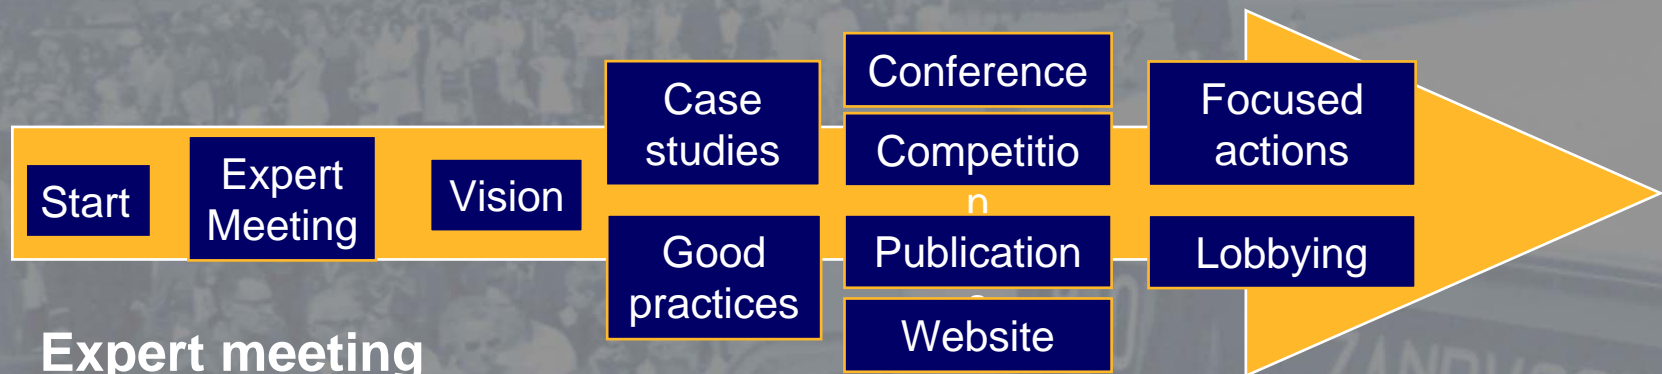 Start
Expert
Meeting
Vision
Case
studies
Good
practices
Conference
Competitio
n
Publication
Website
Focused
actions
Lobbying
Expert meeting